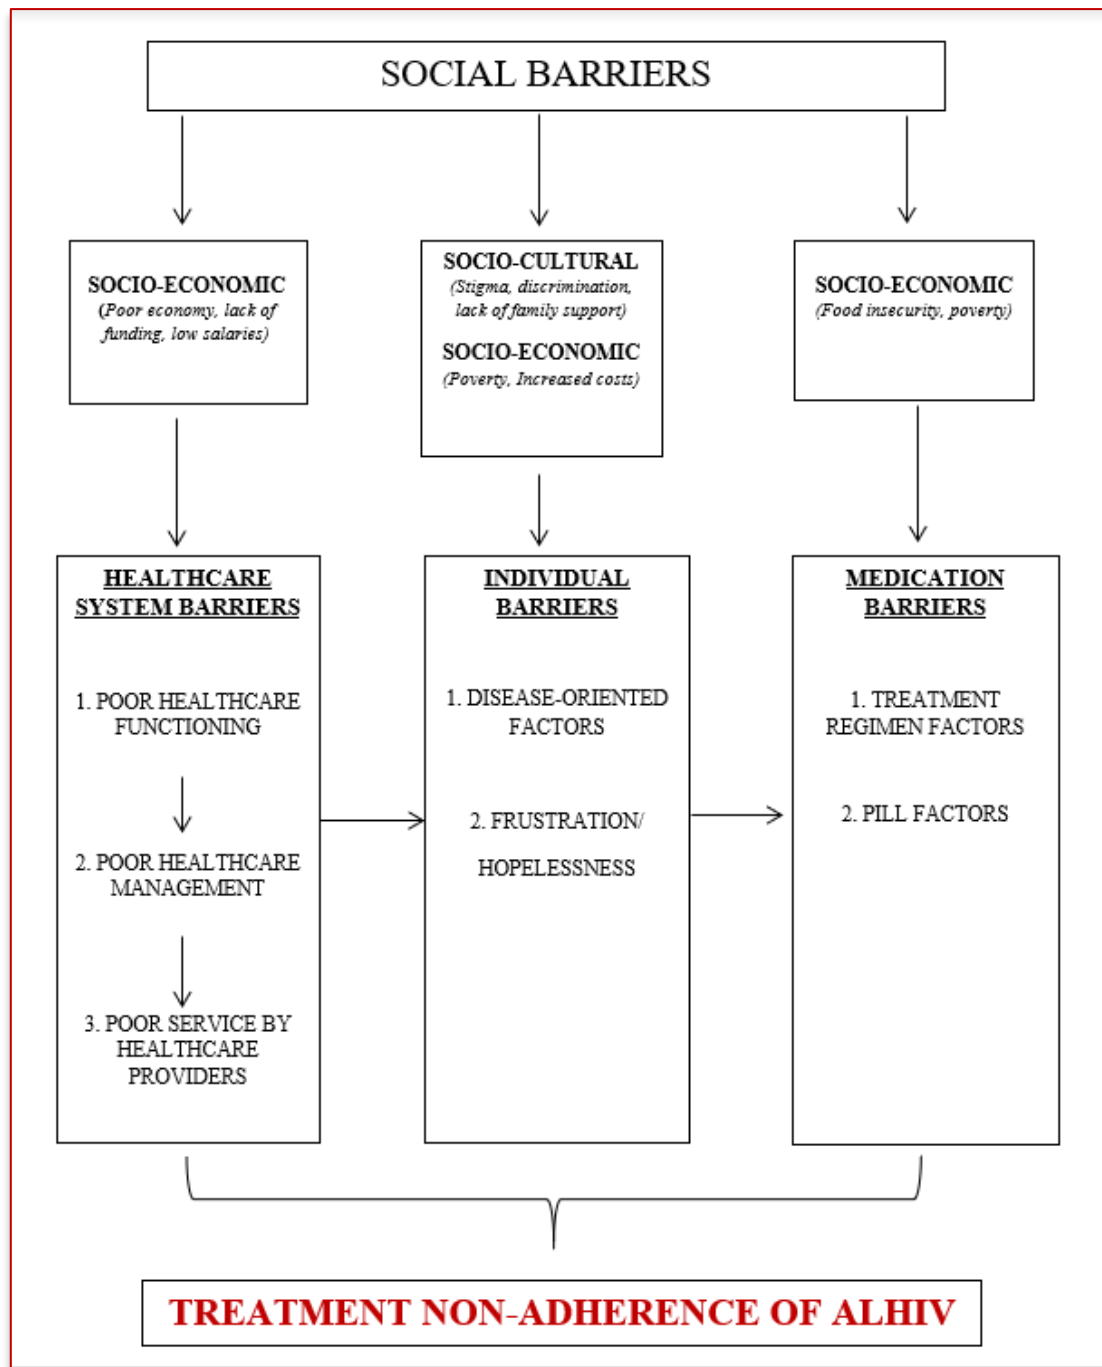 SOCIAL BARRIERS
SOCIO-ECONOMIC
(Poor economy, lack of
funding, low salaries)
SOCIO-CULTURAL
(Stigma, discrimination,
lack of family support)
SOCIO-ECONOMIC
(Poverty, Increased costs)
SOCIO-ECONOMIC
(Food insecurity, poverty)
HEALTHCARE
SYSTEM BARRIERS
1. POOR HEALTHCARE
FUNCTIONING
2. POOR HEALTHCARE
MANAGEMENT
3. POOR SERVICE BY
HEALTHCARE
PROVIDERS
INDIVIDUAL
BARRIERS
1. DISEASE-ORIENTED
FACTORS
2. FRUSTRATION/
HOPELESSNESS
MEDICATION
BARRIERS
1. TREATMENT
REGIMEN FACTORS
2. PILL FACTORS
TREATMENT NON-ADHERENCE OF ALHIV